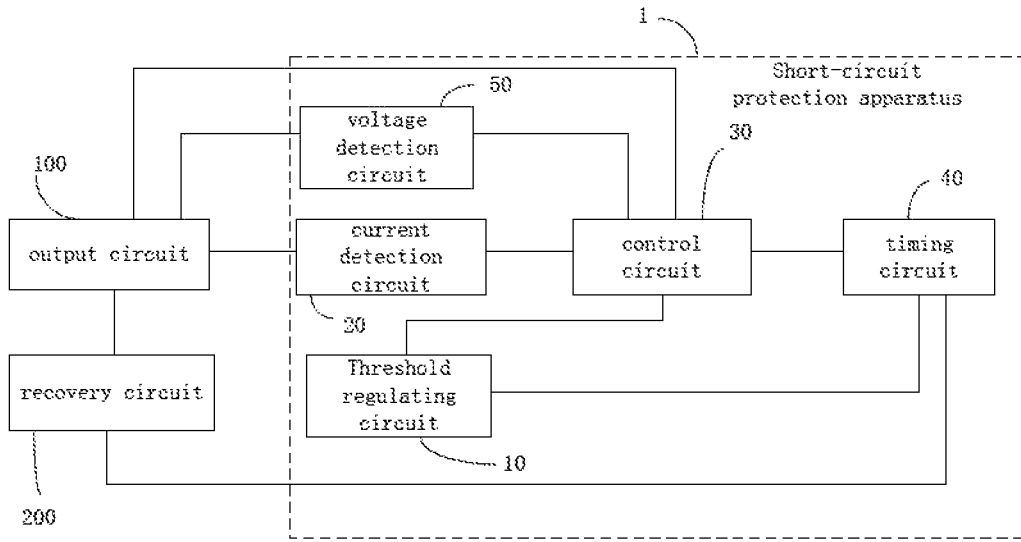 1
Short-circuit
protection apparatus
50
voltage
detection
circuit
30
100
40
output circuit
current
detection
circuit
control
circuit
timing
circuit
20
recovery circuit
Threshold
regulating
circuit
10
200